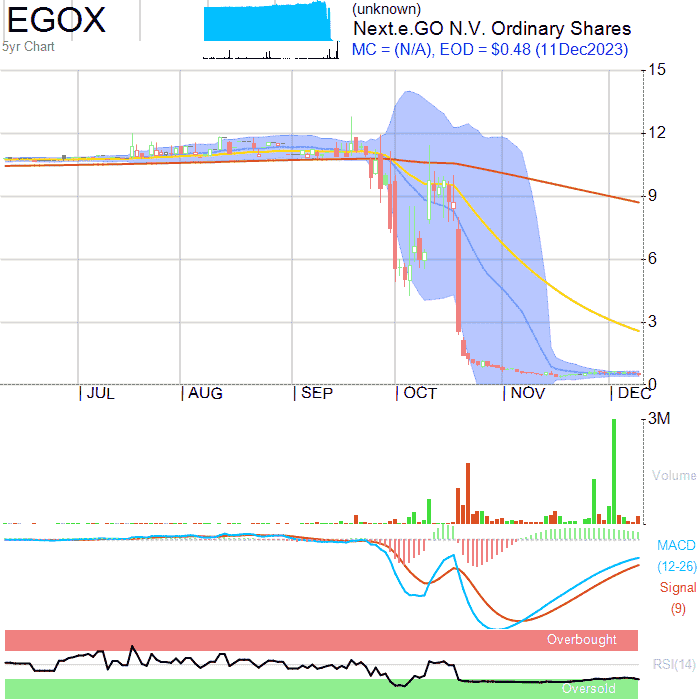 EGOX
5yr Chart
(unknown)
Next.e.GO N.V. Ordinary Shares
MC = (N/A), EOD = $0.48 (11Dec2023)
15
12
9
6
3
0
JUL AUG SEP OCT NOV DEC
3M
Volume
MACD
(12-26)
Signal
(9)
Overbought
RSI(14)
Oversold